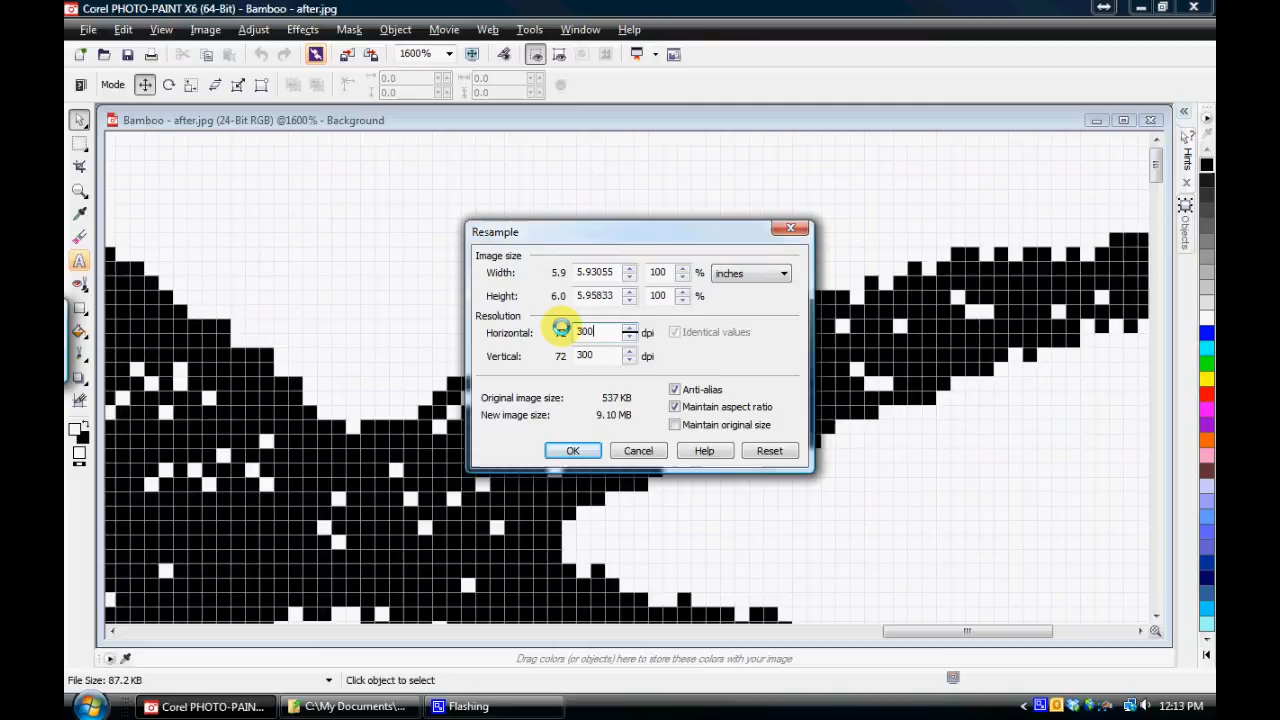 Corel PHOTO-PAINT X6 (64-Bit) - Bamboo - after.jpg
File Edit View Image Adjust Effects Mask Object Movie Web Tools Window Help
1600%
Mode 0.0 0.0
0.0 0.0
Bamboo - after.jpg (24-Bit RGB) @1600% - Background
Hints
Objects
Resample
Image size
Width: 5.9 5.93055 100 % inches
Height: 6.0 5.95833 100 %
Resolution
Horizontal: 300 dpi Identical values
Vertical: 72 300 dpi
Anti-alias
Original image size: 537 KB
Maintain aspect ratio
New image size: 9.10 MB
Maintain original size
OK Cancel Help Reset
Drag colors (or objects) here to store these colors with your image
File Size: 87.2 KB Click object to select
Corel PHOTO-PAIN... C:\My Documents\... Flashing 12:13 PM